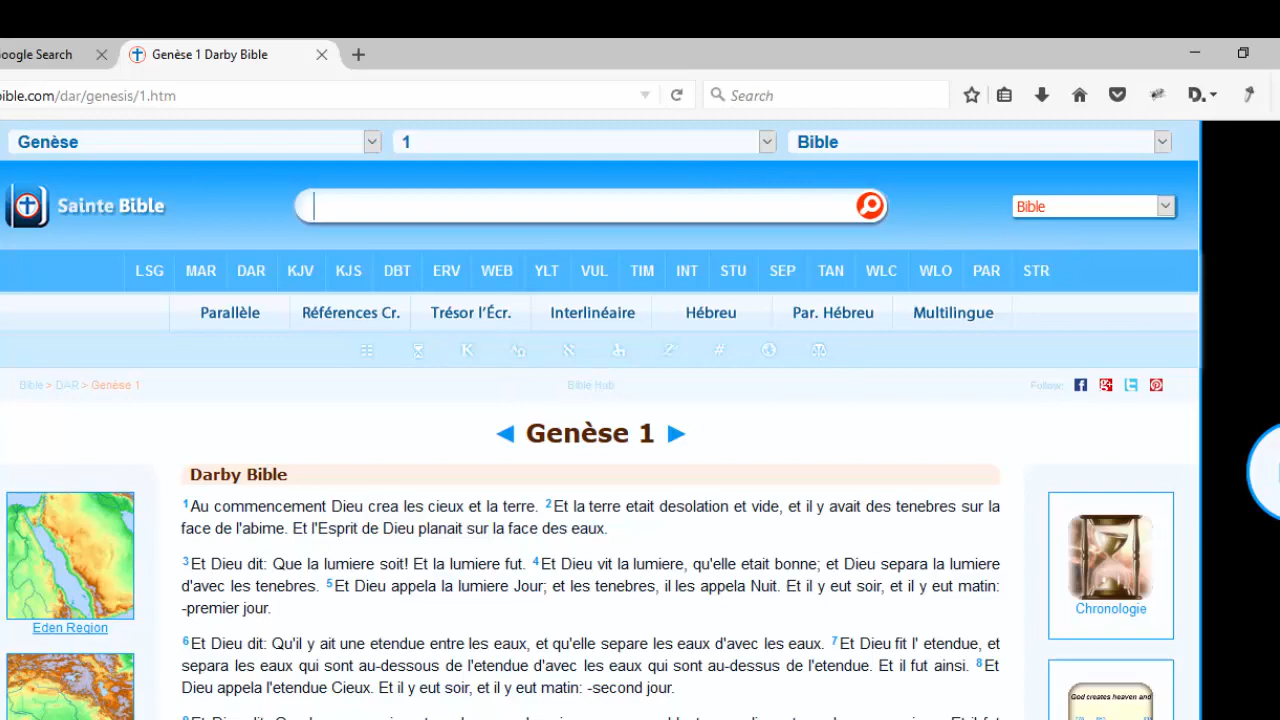 oogle Search
Genèse 1 Darby Bible
ible.com/dar/genesis/1.htm
Search
D.
Genèse 1 Bible
Sainte Bible
Bible
LSG MAR DAR KJV KJS DBT ERV WEB YLT VUL TIM INT STU SEP TAN WLC WLO PAR STR
Parallèle Références Cr. Trésor l'Écr. Interlinéaire Hébreu Par. Hébreu Multilingue
Bible > DAR > Genèse 1
Bible Hub
Follow:
Genèse 1
Darby Bible
1Au commencement Dieu crea les cieux et la terre. 2Et la terre etait desolation et vide, et il y avait des tenebres sur la
face de l'abime. Et l'Esprit de Dieu planait sur la face des eaux.
3Et Dieu dit: Que la lumiere soit! Et la lumiere fut. 4Et Dieu vit la lumiere, qu'elle etait bonne; et Dieu separa la lumiere
d'avec les tenebres. 5Et Dieu appela la lumiere Jour; et les tenebres, il les appela Nuit. Et il y eut soir, et il y eut matin:
-premier jour.
6Et Dieu dit: Qu'il y ait une etendue entre les eaux, et qu'elle separe les eaux d'avec les eaux. 7Et Dieu fit l' etendue, et
separa les eaux qui sont au-dessous de l'etendue d'avec les eaux qui sont au-dessus de l'etendue. Et il fut ainsi. 8Et
Dieu appela l'etendue Cieux. Et il y eut soir, et il y eut matin: -second jour.
Eden Region
Chronologie
God creates heaven and